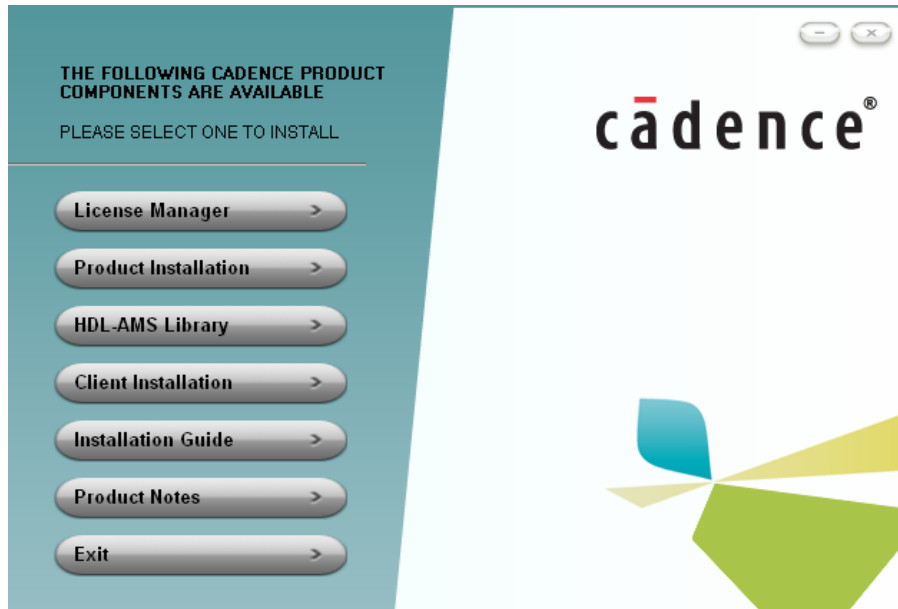 THE FOLLOWING CADENCE PRODUCT
COMPONENTS ARE AVAILABLE
PLEASE SELECT ONE TO INSTALL
License Manager
Product Installation
HDL-AMS Library
Client Installation
Installation Guide
Product Notes
Exit
cādence®